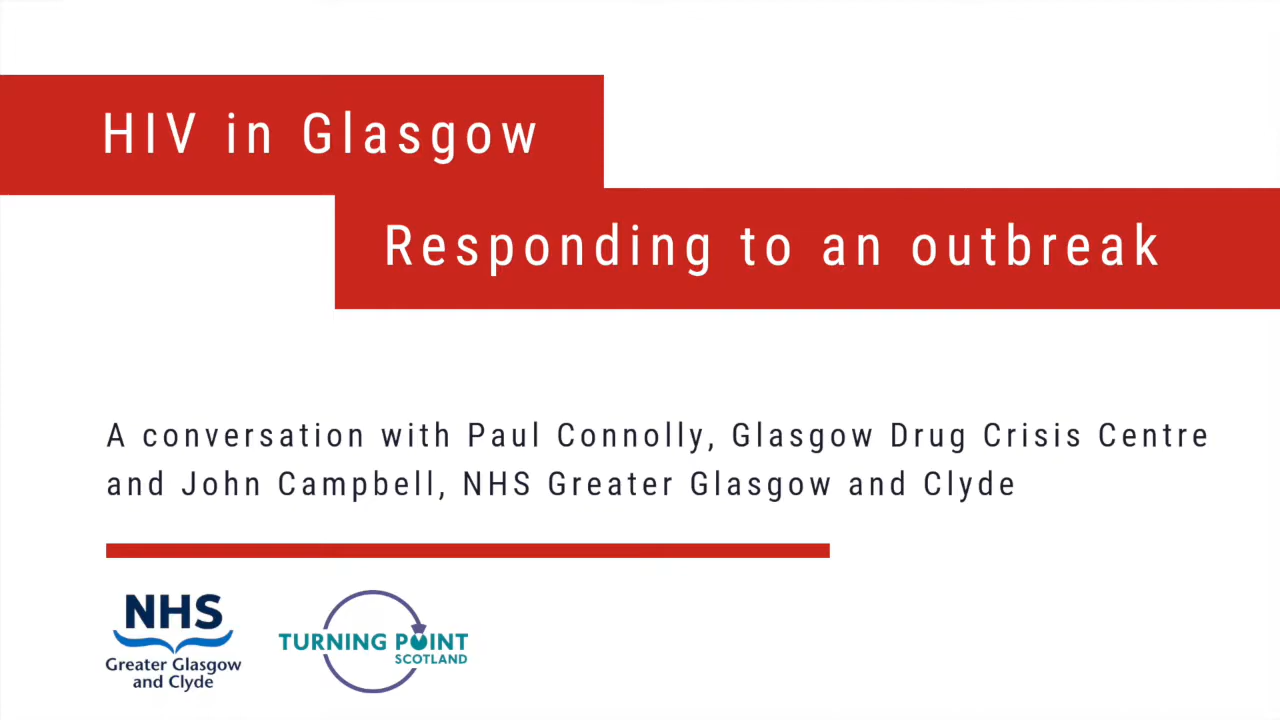 HIV in Glasgow
Responding to an outbreak
A conversation with Paul Connolly, Glasgow Drug Crisis Centre
and John Campbell, NHS Greater Glasgow and Clyde
NHS
Greater Glasgow
and Clyde
TURNING POINT
SCOTLAND